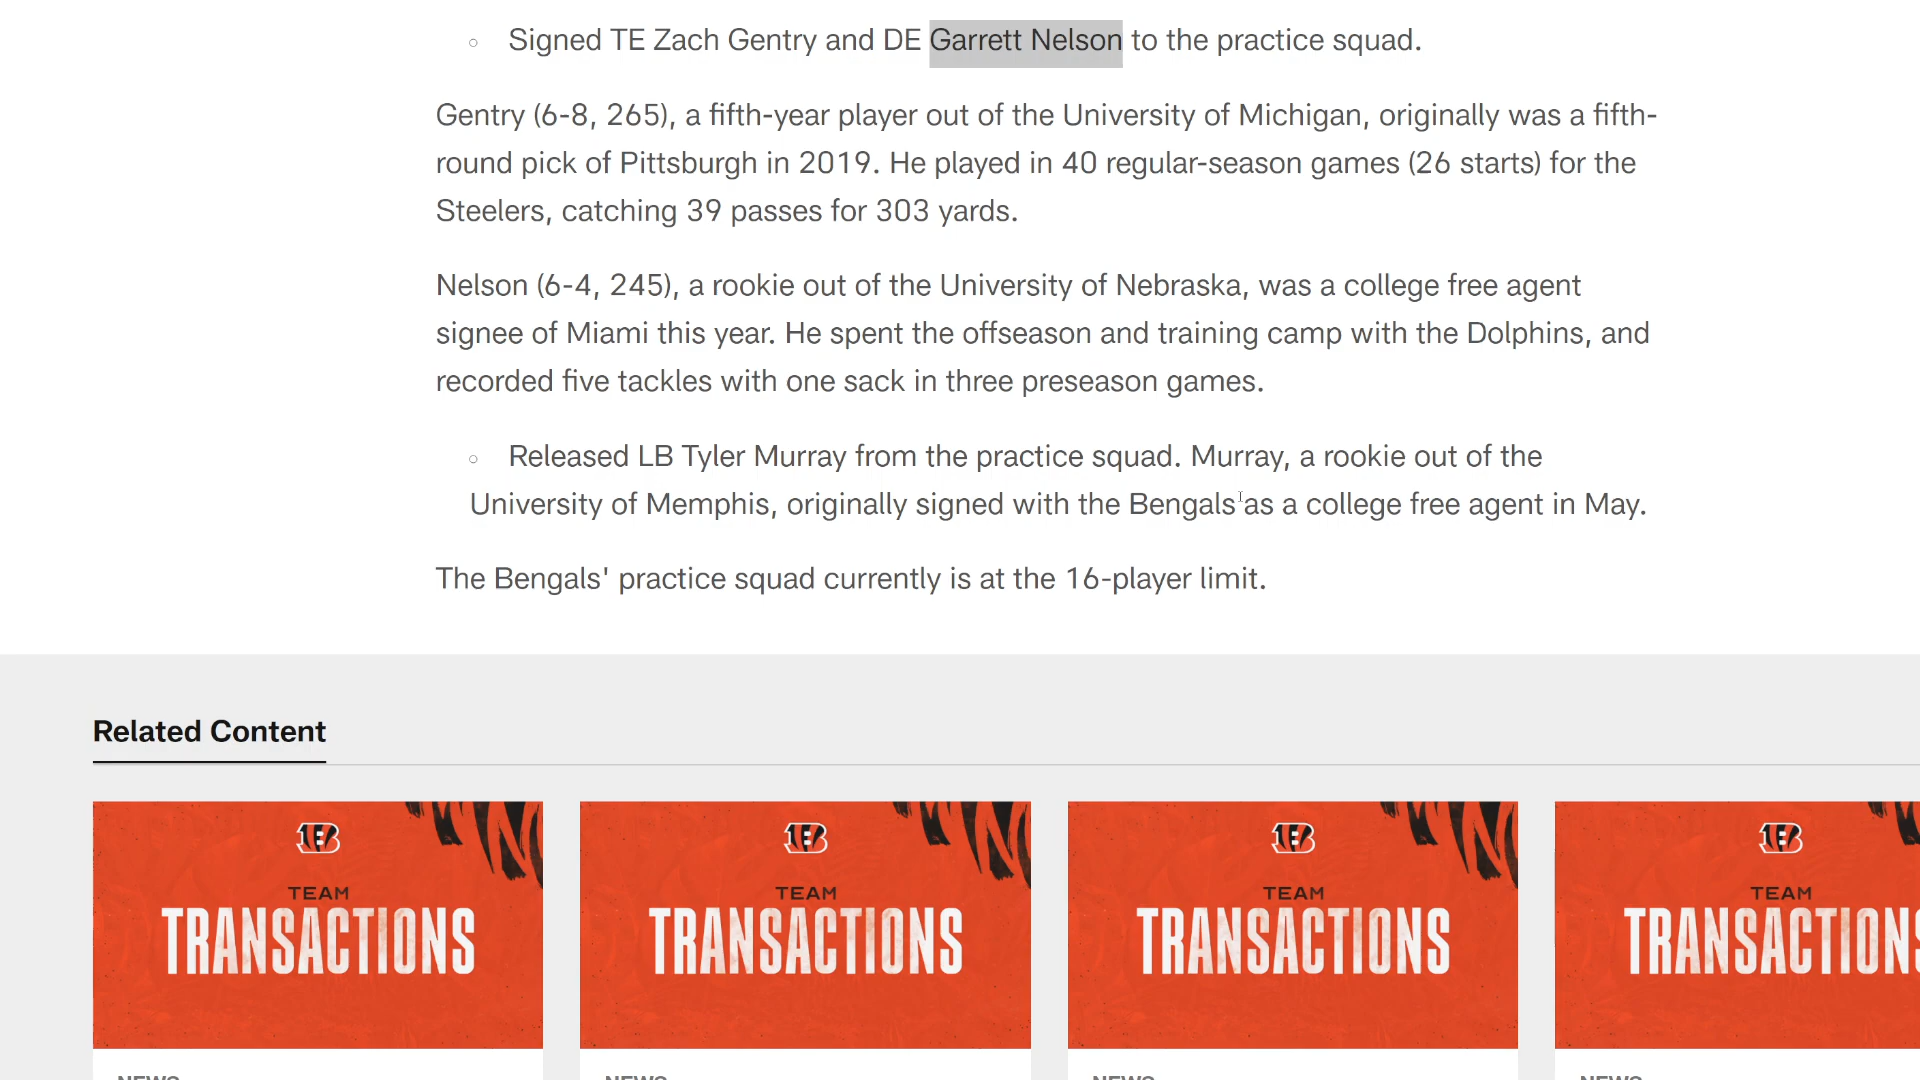 Signed TE Zach Gentry and DE Garrett Nelson to the practice squad.
Gentry (6-8, 265), a fifth-year player out of the University of Michigan, originally was a fifth-
round pick of Pittsburgh in 2019. He played in 40 regular-season games (26 starts) for the
Steelers, catching 39 passes for 303 yards.
Nelson (6-4, 245), a rookie out of the University of Nebraska, was a college free agent
signee of Miami this year. He spent the offseason and training camp with the Dolphins, and
recorded five tackles with one sack in three preseason games.
Released LB Tyler Murray from the practice squad. Murray, a rookie out of the
University of Memphis, originally signed with the Bengals as a college free agent in May.
The Bengals' practice squad currently is at the 16-player limit.
Related Content
TEAM TEAM TEAM TEAM
TRANSACTIONS TRANSACTIONS TRANSACTIONS TRANSACTIONS
NEWS NEWS NEWS NEWS